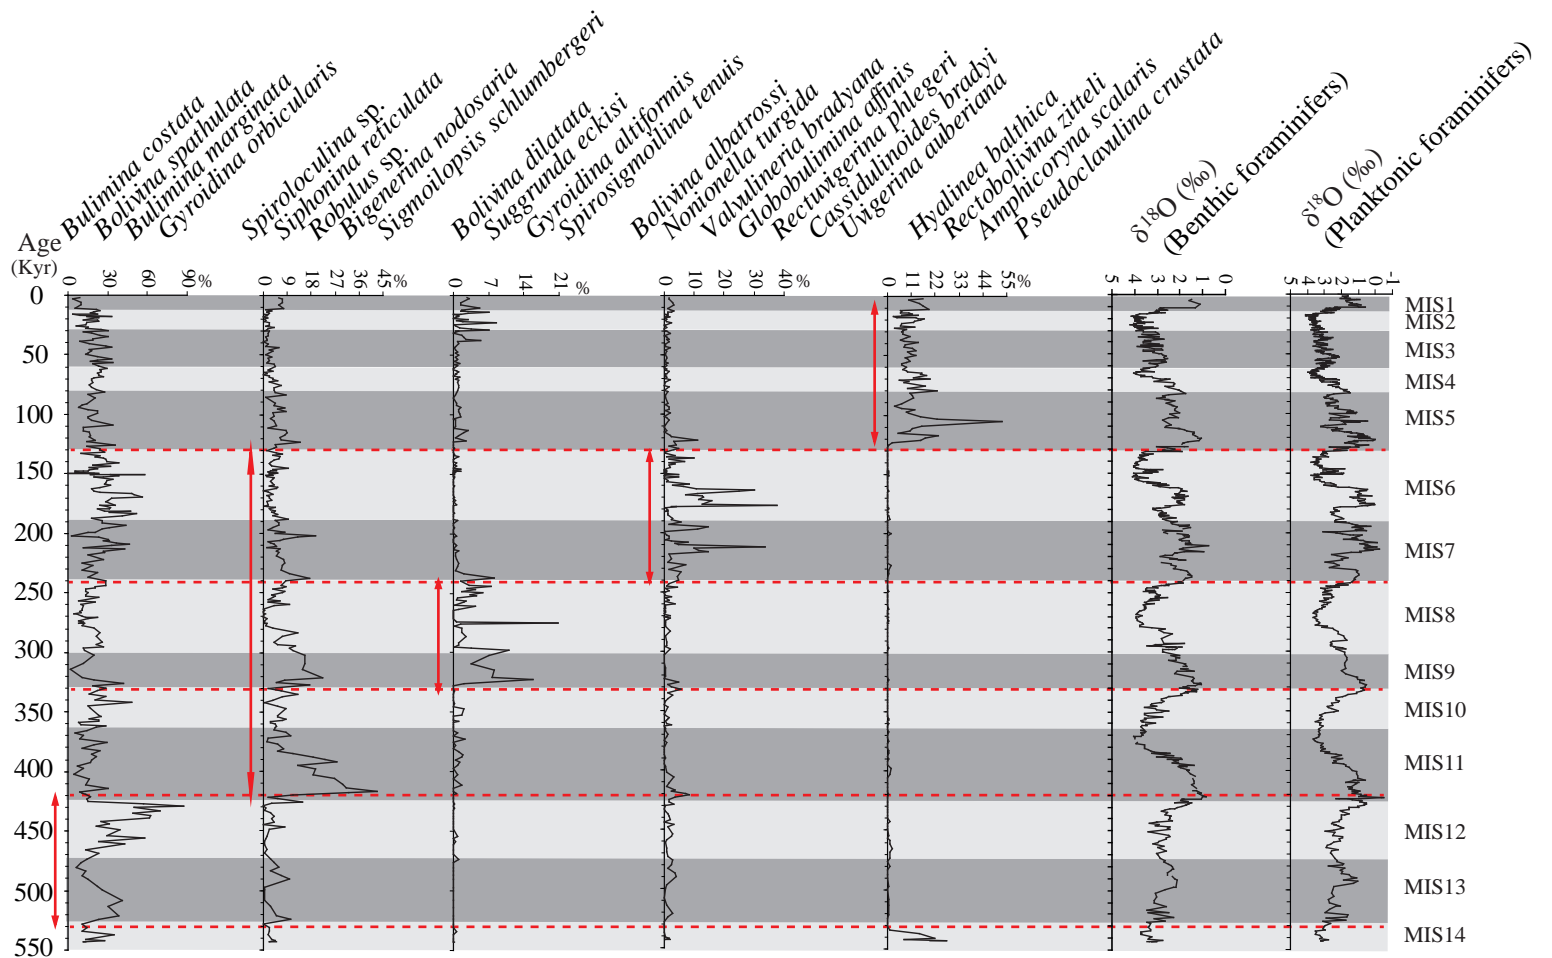 Bulimina costata
Bolivina spathulata
Bulimina marginata
Gyroidina orbicularis
Spiroloculina sp.
Siphonina reticulata
Robulus sp.
Bigenerina nodosaria
Sigmoilopsis schlumbergeri
Bolivina dilatata
Suggrunda eckisi
Gyroidina altiformis
Spirosigmoilina tenuis
Bolivina albatrossi
Nonionella turgida
Valvulineria bradyana
Globobulimina affinis
Rectuvigerina phlegeri
Cassidulinoides bradyi
Uvigerina auberiana
Hyalinea balthica
Rectobolivina zitteli
Amphicoryna scalaris
Pseudoclavulina crustata
δ18O (‰)
(Benthic foraminifers)
δ18O (‰)
(Planktonic foraminifers)
Age
(Kyr)
0 30 60 90 %
0 9 18 27 36 45 %
0 7 14 21 %
0 10 20 30 40 %
0 11 22 33 44 55 %
5 4 3 2 1 0
5 4 3 2 1 0 -1
0
50
100
150
200
250
300
350
400
450
500
550
MIS1
MIS2
MIS3
MIS4
MIS5
MIS6
MIS7
MIS8
MIS9
MIS10
MIS11
MIS12
MIS13
MIS14